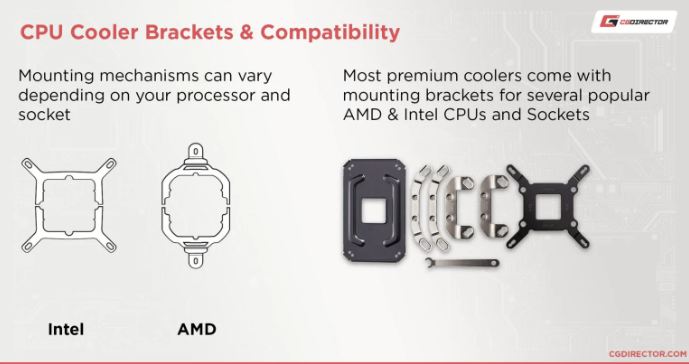 CGDIRECTOR
CPU Cooler Brackets & Compatibility
Mounting mechanisms can vary
depending on your processor and
socket
Most premium coolers come with
mounting brackets for several popular
AMD & Intel CPUs and Sockets
Intel
AMD
CGDIRECTOR.COM